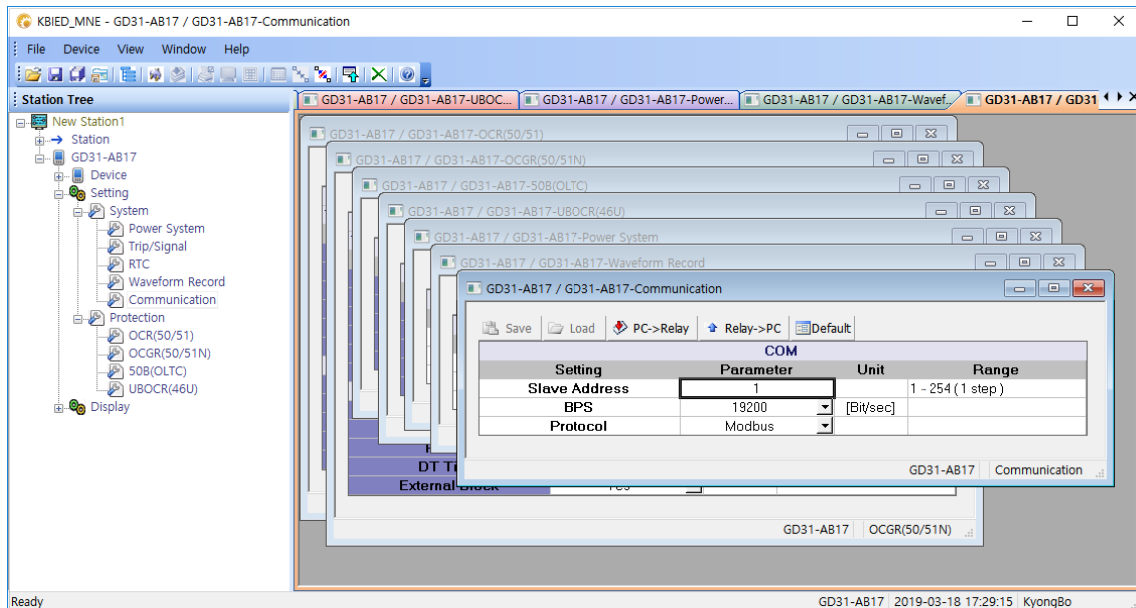 KBIED_MNE - GD31-AB17 / GD31-AB17-Communication
File Device View Window Help
Station Tree
GD31-AB17 / GD31-AB17-UBOC... GD31-AB17 / GD31-AB17-Power... GD31-AB17 / GD31-AB17-Wavef... GD31-AB17 / GD31
New Station1
Station
GD31-AB17
Device
Setting
System
Power System
Trip/Signal
RTC
Waveform Record
Communication
Protection
OCR(50/51)
OCGR(50/51N)
50B(OLTC)
UBOCR(46U)
Display
GD31-AB17 / GD31-AB17-OCR(50/51)
GD31-AB17 / GD31-AB17-OCGR(50/51N)
GD31-AB17 / GD31-AB17-50B(OLTC)
GD31-AB17 / GD31-AB17-UBOCR(46U)
GD31-AB17 / GD31-AB17-Power System
GD31-AB17 / GD31-AB17-Waveform Record
GD31-AB17 / GD31-AB17-Communication
Save Load PC->Relay Relay->PC Default
COM
Setting Parameter Unit Range
Slave Address 1 1 - 254 ( 1 step )
BPS 19200 [Bit/sec]
Protocol Modbus
GD31-AB17 Communication
DT Ti
External Block Yes
GD31-AB17 OCGR(50/51N)
Ready GD31-AB17 2019-03-18 17:29:15 KyongBo